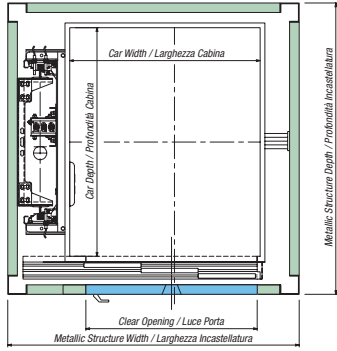 Car Width / Larghezza Cabina
Car Depth / Profondità Cabina
Metallic Structure Depth / Profondità Incastellatura
Clear Opening / Luce Porta
Metallic Structure Width / Larghezza Incastellatura